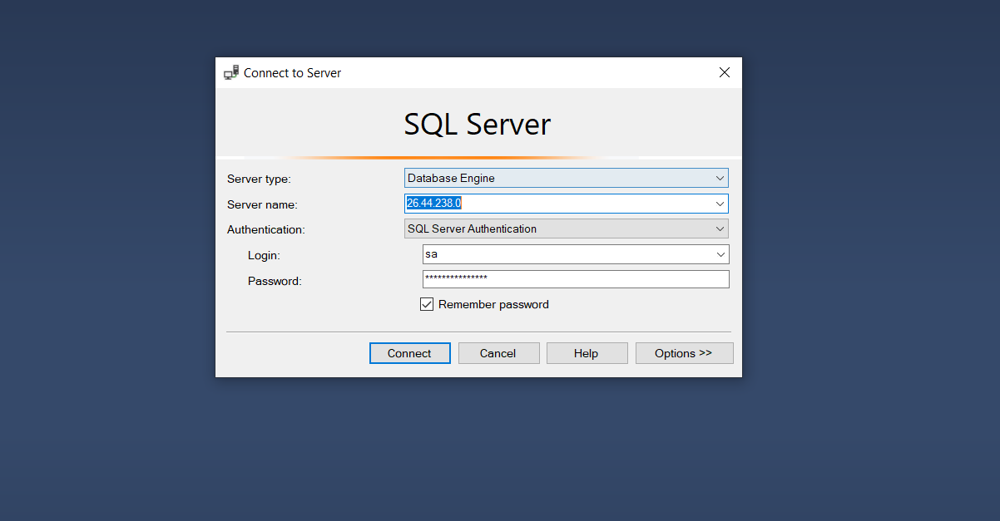 Connect to Server
SQL Server
Server type: Database Engine
Server name: 26.44.238.0
Authentication: SQL Server Authentication
Login: sa
Password: ***************
Remember password
Connect Cancel Help Options >>